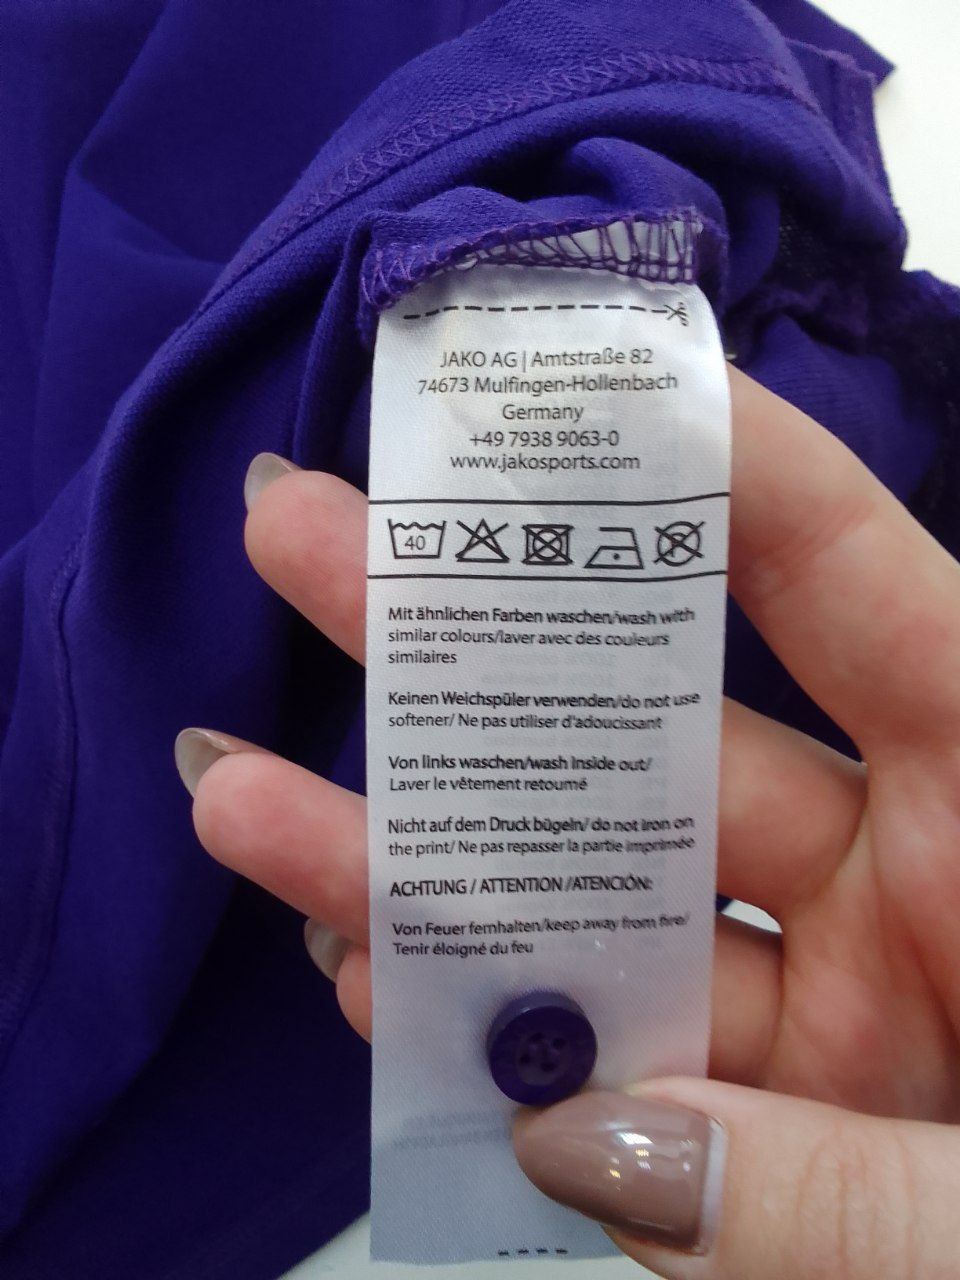 JAKO AG | Amtstraße 82
74673 Mulfingen-Hollenbach
Germany
+49 7938 9063-0
www.jakosports.com
40
P
Mit ähnlichen Farben waschen/wash with
similar colours/laver avec des couleurs
similaires
Keinen Weichspüler verwenden/do not use
softener/ Ne pas utiliser d'adoucissant
Von links waschen/wash inside out/
Laver le vêtement retourné
Nicht auf dem Druck bügeln/ do not iron on
the print/ Ne pas repasser la partie imprimée
ACHTUNG / ATTENTION /ATENCIÓN:
Von Feuer fernhalten/keep away from fire/
Tenir éloigné du feu